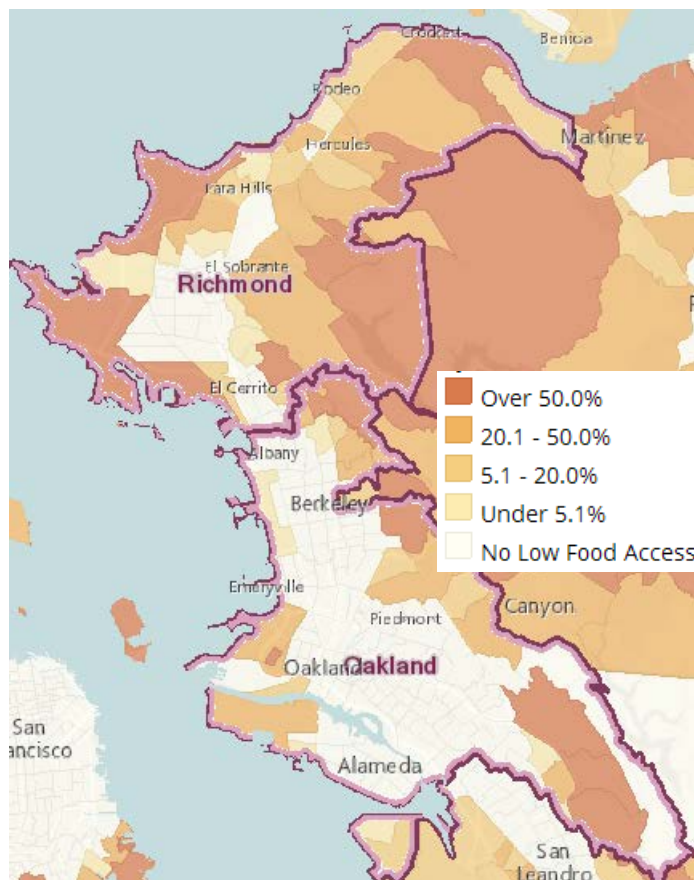 Crockett
Benicia
Rodeo
Martinez
Hercules
Tara Hills
El Sobrante
Richmond
El Cerrito
Over 50.0%
20.1 - 50.0%
5.1 - 20.0%
Under 5.1%
No Low Food Access
Albany
Berkeley
Emeryville
Canyon
Piedmont
Oakland
Oakland
San
ancisco
Alameda
San
Leandro